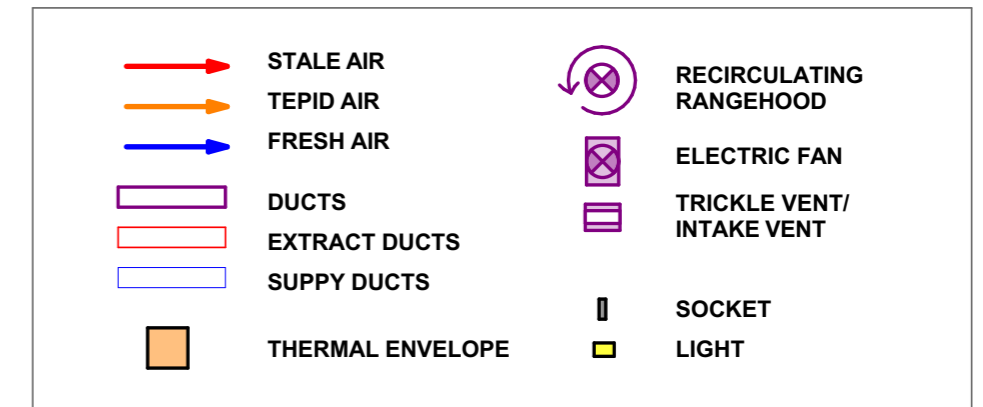 STALE AIR
TEPID AIR
FRESH AIR
DUCTS
EXTRACT DUCTS
SUPPY DUCTS
THERMAL ENVELOPE
RECIRCULATING
RANGEHOOD
ELECTRIC FAN
TRICKLE VENT/
INTAKE VENT
SOCKET
LIGHT